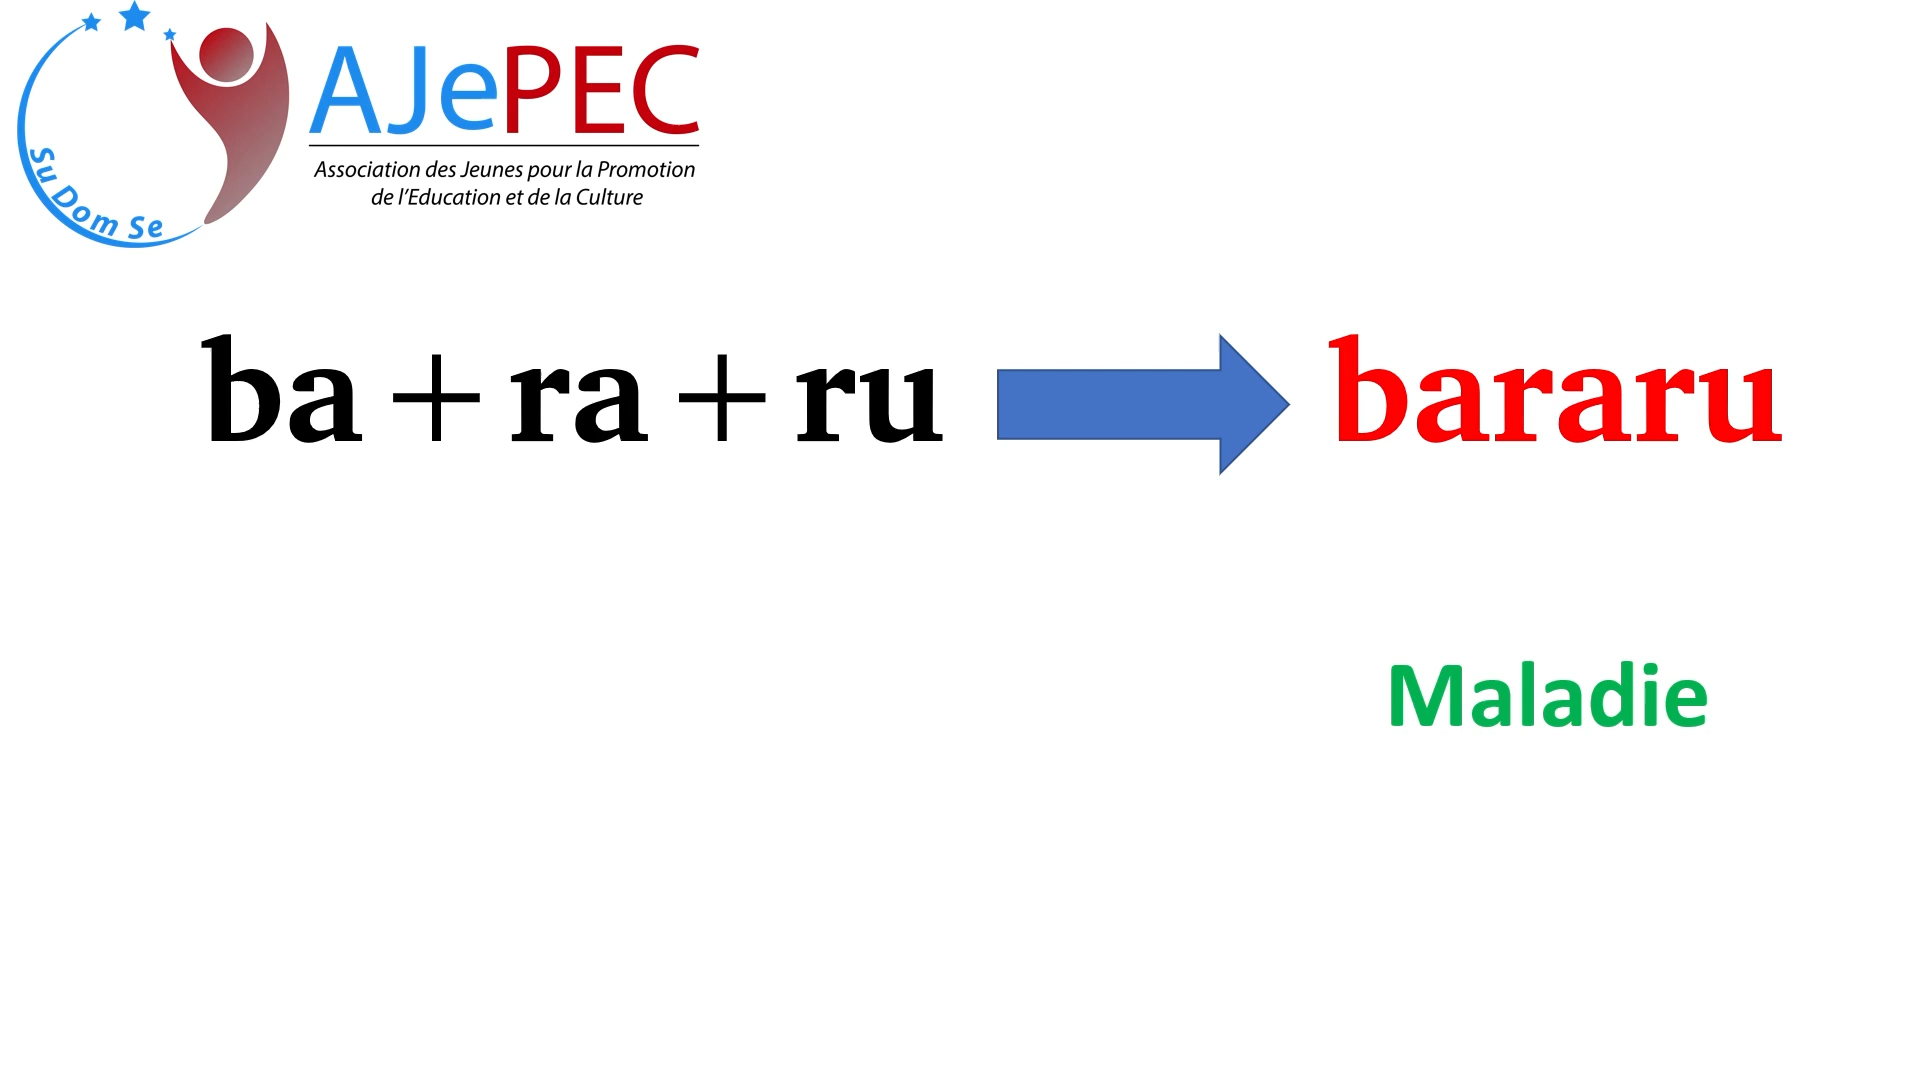 Su Dom Se
AJePEC
Association des Jeunes pour la Promotion
de l'Education et de la Culture
ba + ra + ru bararu
Maladie